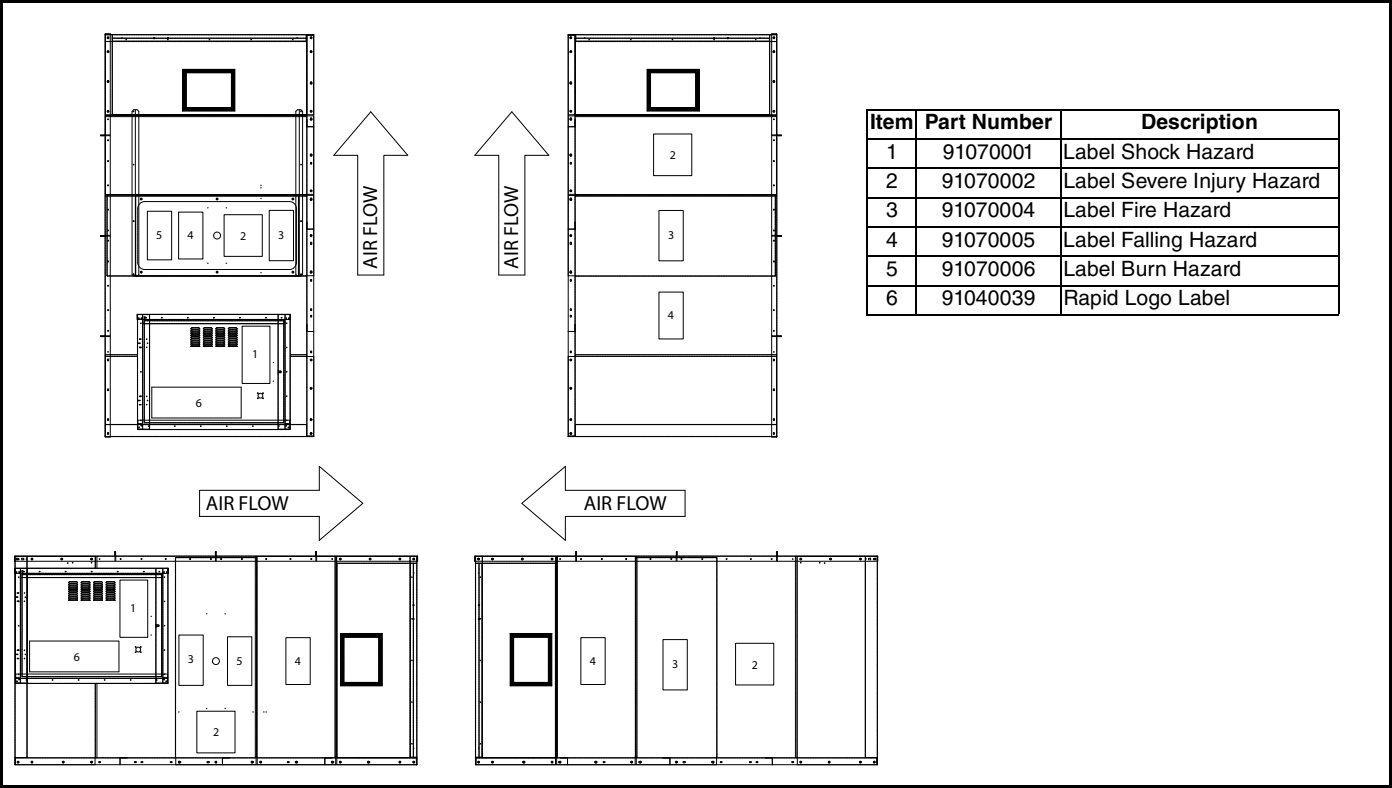 AIR FLOW
AIR FLOW
2
5 4 2 3
3
4
1
6
Item Part Number Description
1 91070001 Label Shock Hazard
2 91070002 Label Severe Injury Hazard
3 91070004 Label Fire Hazard
4 91070005 Label Falling Hazard
5 91070006 Label Burn Hazard
6 91040039 Rapid Logo Label
AIR FLOW
AIR FLOW
1
6
3 5 4
2
4 3 2